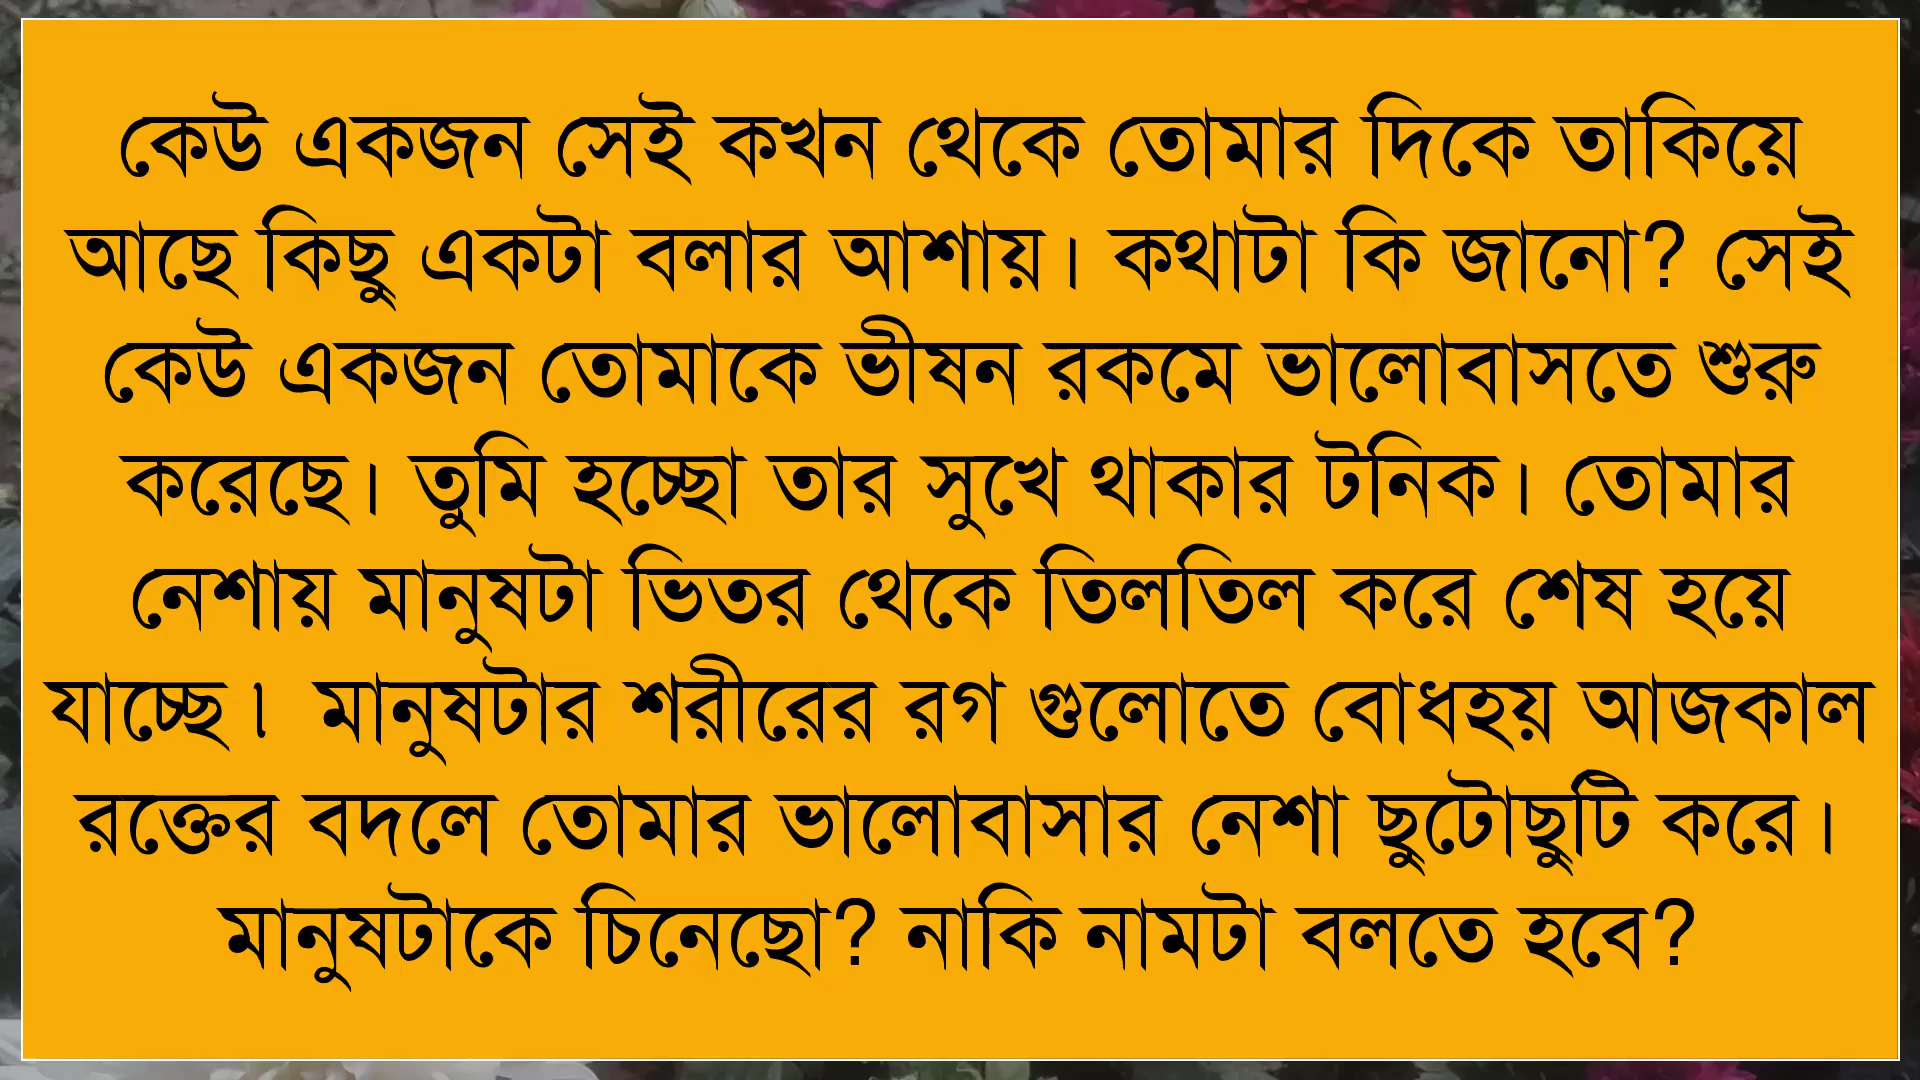 কেউ একজন সেই কখন থেকে তোমার দিকে তাকিয়ে
আছে কিছু একটা বলার আশায়। কথাটা কি জানো? সেই
কেউ একজন তোমাকে ভীষন রকমে ভালোবাসতে শুরু
করেছে। তুমি হচ্ছো তার সুখে থাকার টনিক। তোমার
নেশায় মানুষটা ভিতর থেকে তিলতিল করে শেষ হয়ে
যাচ্ছে৷ মানুষটার শরীরের রগ গুলোতে বোধহয় আজকাল
রক্তের বদলে তোমার ভালোবাসার নেশা ছুটোছুটি করে।
মানুষটাকে চিনেছো? নাকি নামটা বলতে হবে?